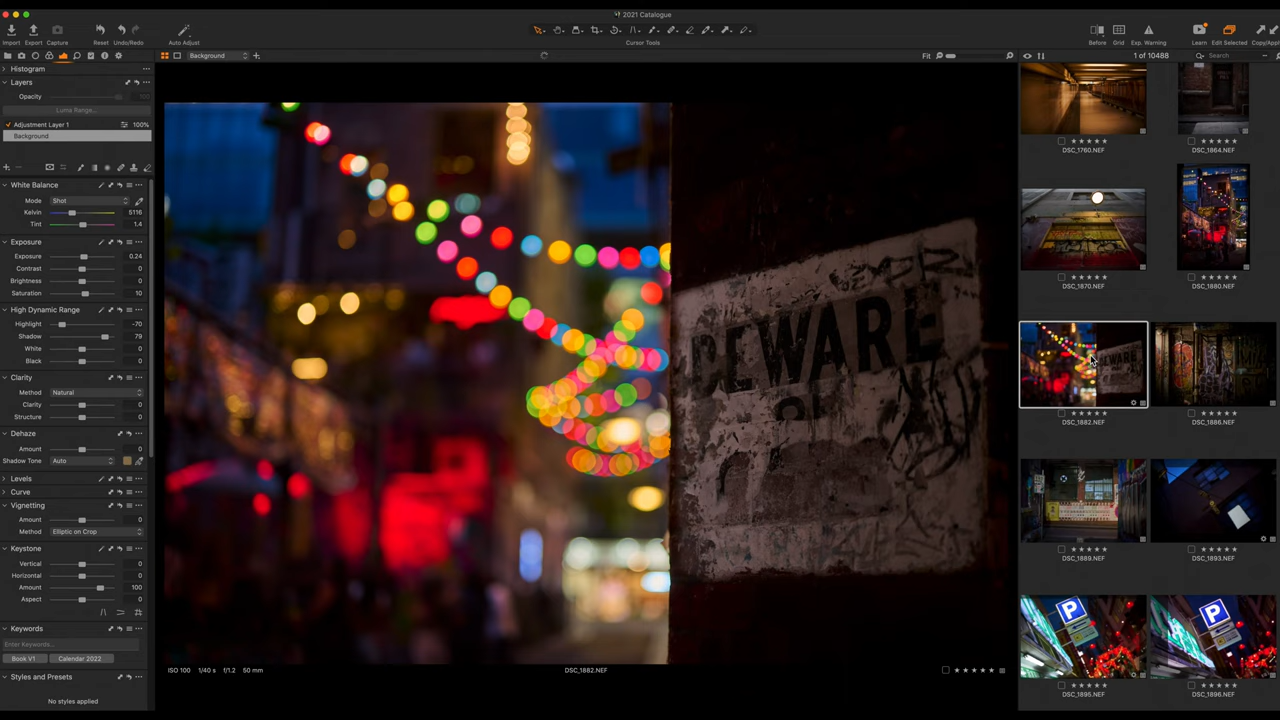 2021 Catalogue
Import Export Capture Reset Undo/Redo Auto Adjust Cursor Tools Before Grid Exp. Warning Learn Edit Selected
Background Fit 1 of 10488 Search
Histogram
Layers
Opacity
Luma Range...
Adjustment Layer 1 100%
Background
White Balance
Mode Shot
Kelvin 5116
Tint 1.4
Exposure
Exposure 0.24
Contrast 0
Brightness 0
Saturation 10
High Dynamic Range
Highlight -70
Shadow 79
White 0
Black 0
Clarity
Method Natural
Clarity 0
Structure 0
Dehaze
Amount 0
Shadow Tone Auto
Levels
Curve
Vignetting
Amount 0
Method Elliptic on Crop
Keystone
Vertical 0
Horizontal 0
Amount 100
Aspect 0
Keywords
Enter Keywords...
Book V1 Calendar 2022
Styles and Presets
No styles applied
BEWARE
ISO 100 1/40 s f/1.2 50 mm
DSC_1882.NEF
DSC_1760.NEF DSC_1864.NEF
DSC_1870.NEF DSC_1880.NEF
BEWARE
DSC_1882.NEF DSC_1886.NEF
DSC_1889.NEF DSC_1893.NEF
P P
DSC_1895.NEF DSC_1896.NEF